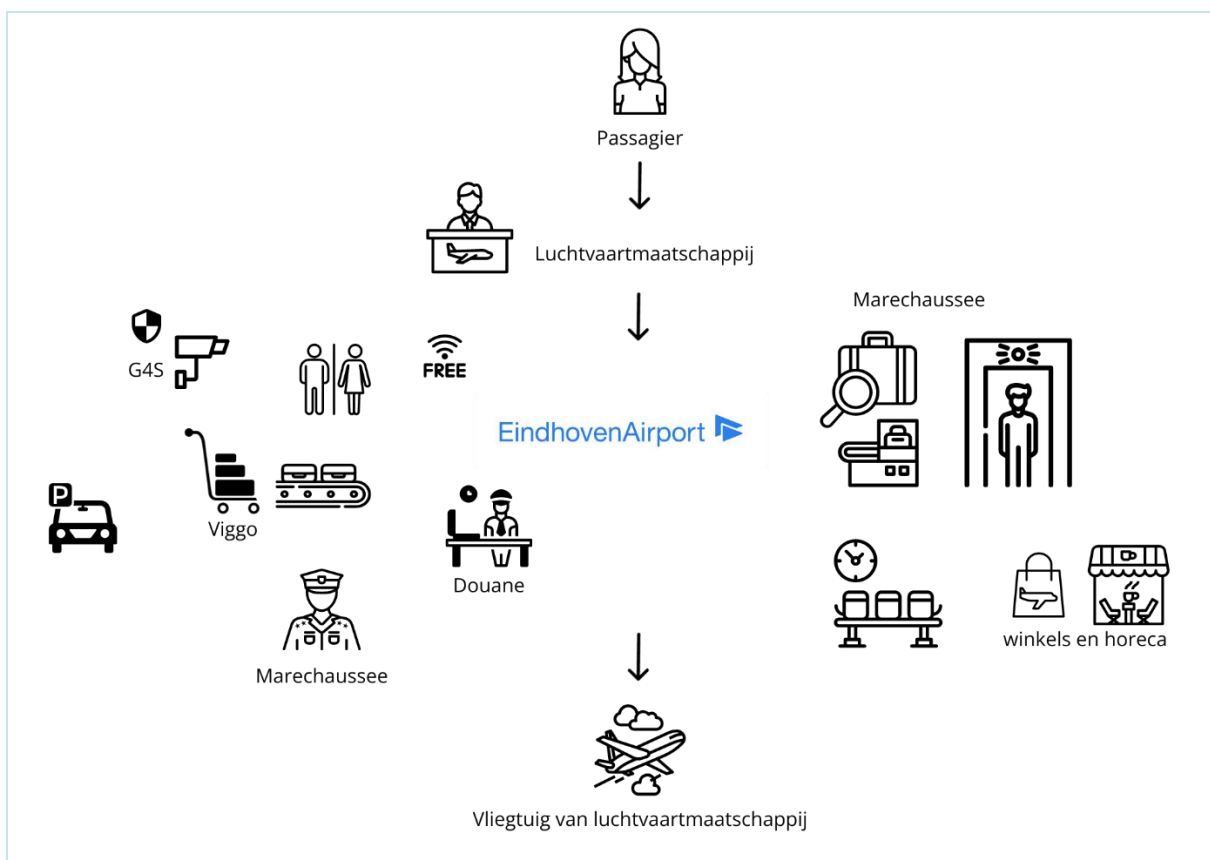 Passagier
Luchtvaartmaatschappij
Marechaussee
G4S
FREE
EindhovenAirport
P
Viggo
Douane
Marechaussee
winkels en horeca
Vliegtuig van luchtvaartmaatschappij